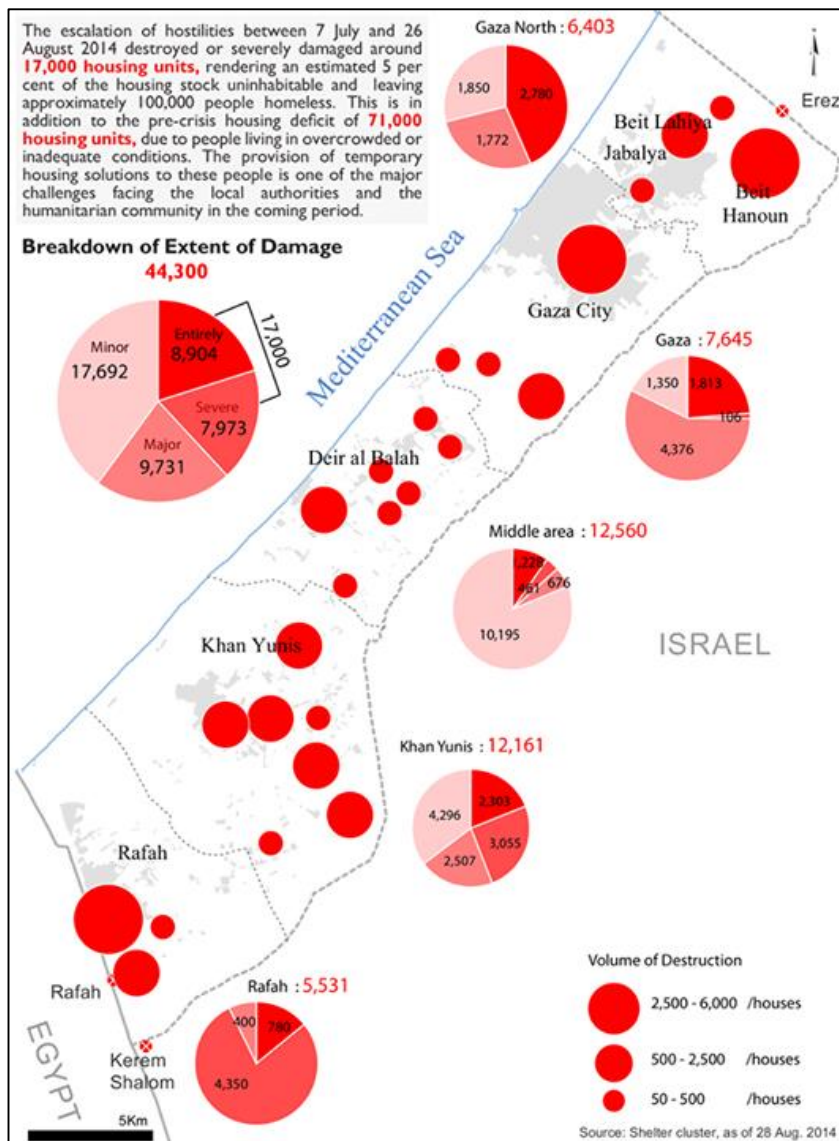 The escalation of hostilities between 7 July and 26
August 2014 destroyed or severely damaged around
17,000 housing units, rendering an estimated 5 per
cent of the housing stock uninhabitable and leaving
approximately 100,000 people homeless. This is in
addition to the pre-crisis housing deficit of 71,000
housing units, due to people living in overcrowded or
inadequate conditions. The provision of temporary
housing solutions to these people is one of the major
challenges facing the local authorities and the
humanitarian community in the coming period.
Breakdown of Extent of Damage
44,300
Minor
17,692
Entirely
8,904
Severe
7,973
Major
9,731
17,000
Mediterranean Sea
Gaza North : 6,403
1,850
2,780
1,772
Erez
Beit Lahiya
Jabalya
Beit
Hanoun
Gaza City
Gaza : 7,645
1,350
1,813
106
4,376
Deir al Balah
Middle area : 12,560
1,228
461
676
10,195
ISRAEL
Khan Yunis
Khan Yunis : 12,161
4,296
2,303
3,055
2,507
Rafah
Rafah
Rafah : 5,531
400
780
4,350
Kerem
Shalom
EGYPT
5Km
Volume of Destruction
2,500 - 6,000 /houses
500 - 2,500 /houses
50 - 500 /houses
Source: Shelter cluster, as of 28 Aug. 2014